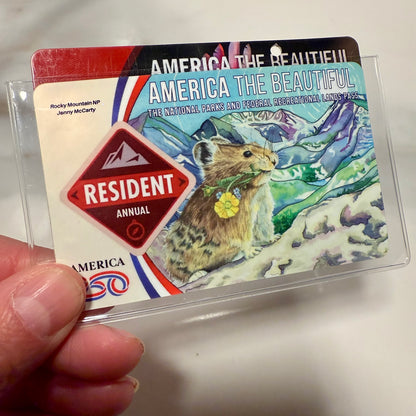 AMERICA THE BEAUTIFUL
Rocky Mountain NP
Jenny McCarty
AMERICA THE BEAUTIFUL
THE NATIONAL PARKS AND FEDERAL RECREATIONAL LANDS PASS
RESIDENT
ANNUAL
AMERICA
250